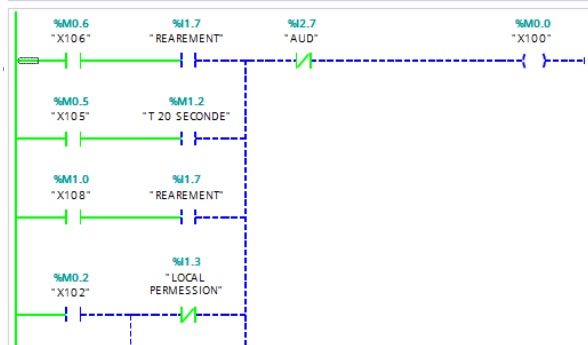 %M0.6 %I1.7 %I2.7 %M0.0
"X106" "REAREMENT" "AUD" "X100"
%M0.5 %M1.2
"X105" "T 20 SECONDE"
%M1.0 %I1.7
"X108" "REAREMENT"
%I1.3
%M0.2 "LOCAL
"X102" PERMESSION"